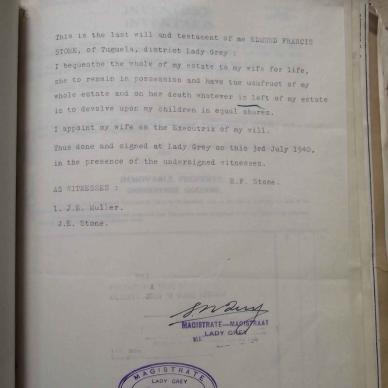 This is the last will and testament of me EDMUND FRANCIS
STONE, of Tuguela, district Lady Grey :
I bequeathe the whole of my estate to my wife for life,
she to remain in possession and have the usufruct of my
whole estate and on her death whatever is left of my estate
is to devolve upon my children in equal shares.
I appoint my wife as the Executrix of my will.
Thus done and signed at Lady Grey on this 3rd July 1940,
in the presence of the undersigned witnesses.
E.F. Stone.
AS WITNESSES :
1. J.E. Muller.
J.E. Stone.
MAGISTRATE—MAGISTRAAT
LADY GREY
MAGISTRATE
LADY GREY